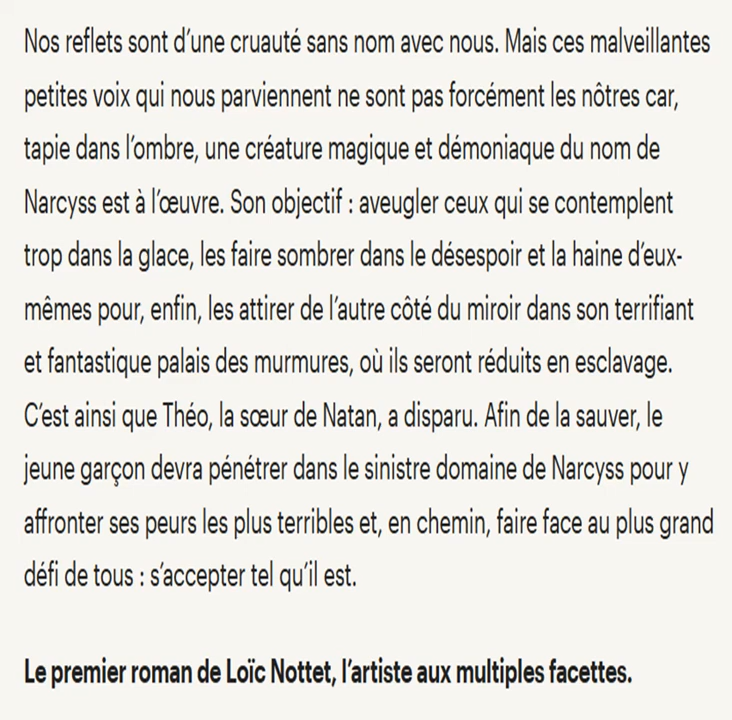 Nos reflets sont d’une cruauté sans nom avec nous. Mais ces malveillantes
petites voix qui nous parviennent ne sont pas forcément les nôtres car,
tapie dans l’ombre, une créature magique et démoniaque du nom de
Narcyss est à l’œuvre. Son objectif : aveugler ceux qui se contemplent
trop dans la glace, les faire sombrer dans le désespoir et la haine d’eux-
mêmes pour, enfin, les attirer de l’autre côté du miroir dans son terrifiant
et fantastique palais des murmures, où ils seront réduits en esclavage.
C’est ainsi que Théo, la sœur de Natan, a disparu. Afin de la sauver, le
jeune garçon devra pénétrer dans le sinistre domaine de Narcyss pour y
affronter ses peurs les plus terribles et, en chemin, faire face au plus grand
défi de tous : s’accepter tel qu’il est.
Le premier roman de Loïc Nottet, l’artiste aux multiples facettes.